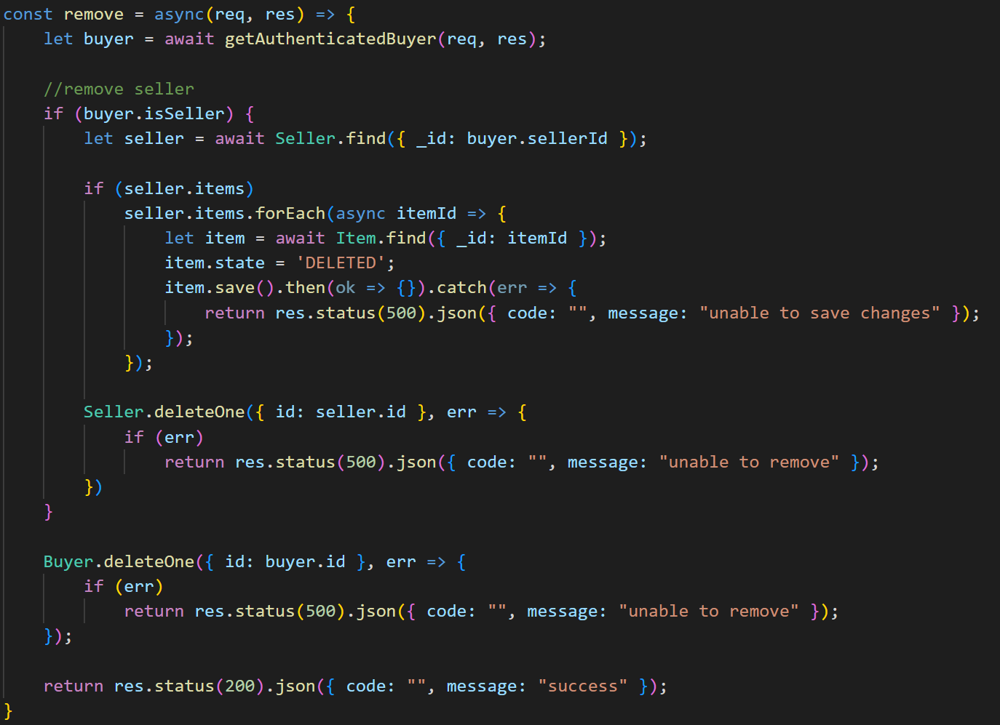 const remove = async(req, res) => {
    let buyer = await getAuthenticatedBuyer(req, res);

    //remove seller
    if (buyer.isSeller) {
        let seller = await Seller.find({ _id: buyer.sellerId });

        if (seller.items)
            seller.items.forEach(async itemId => {
                let item = await Item.find({ _id: itemId });
                item.state = 'DELETED';
                item.save().then(ok => {}).catch(err => {
                    return res.status(500).json({ code: "", message: "unable to save changes" });
                });
            });

        Seller.deleteOne({ id: seller.id }, err => {
            if (err)
                return res.status(500).json({ code: "", message: "unable to remove" });
        })
    }

    Buyer.deleteOne({ id: buyer.id }, err => {
        if (err)
            return res.status(500).json({ code: "", message: "unable to remove" });
    });

    return res.status(200).json({ code: "", message: "success" });
}